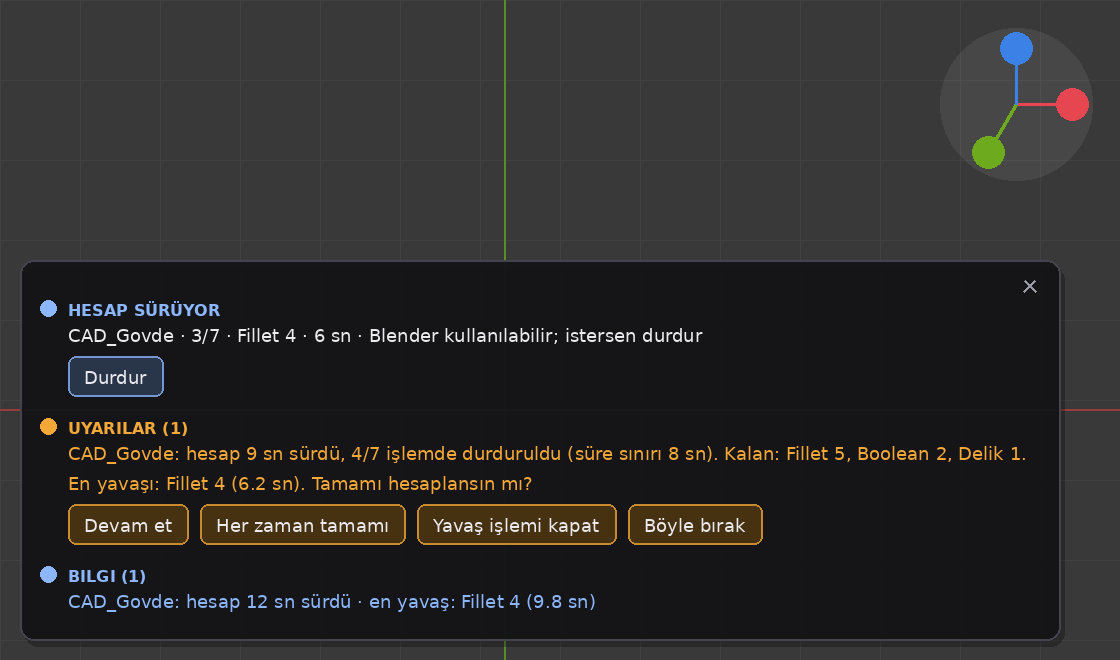 HESAP SÜRÜYOR
CAD_Govde · 3/7 · Fillet 4 · 6 sn · Blender kullanılabilir; istersen durdur
Durdur
UYARILAR (1)
CAD_Govde: hesap 9 sn sürdü, 4/7 işlemde durduruldu (süre sınırı 8 sn). Kalan: Fillet 5, Boolean 2, Delik 1.
En yavaşı: Fillet 4 (6.2 sn). Tamamı hesaplansın mı?
Devam et Her zaman tamamı Yavaş işlemi kapat Böyle bırak
BILGI (1)
CAD_Govde: hesap 12 sn sürdü · en yavaş: Fillet 4 (9.8 sn)